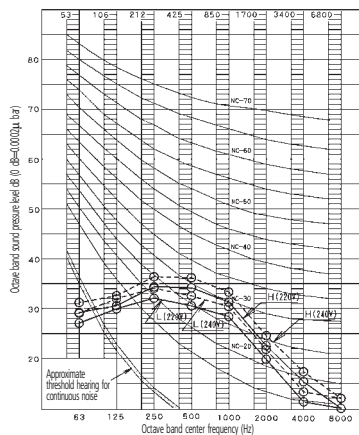 53 106 212 425 850 1700 3400 6800
80
70
60
50
40
30
20
Octave band sound pressure level dB (0 dB=0.0002μ bar)
NC-70
NC-60
NC-50
NC-40
NC-30
NC-20
H(220V)
L(220V)
L(240V)
H(240V)
Approximate
threshold hearing for
continuous noise
63 125 250 500 1000 2000 4000 8000
Octave band center frequency (Hz)